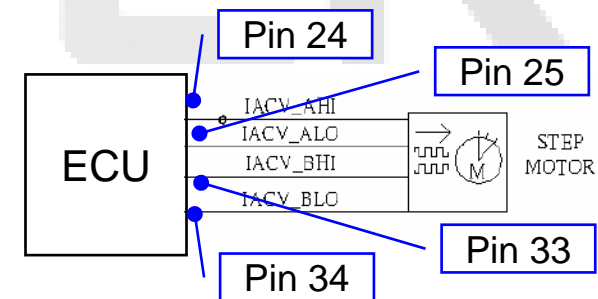 Pin 24
Pin 25
IACV_AHI
IACV_ALO
ECU
IACV_BHI
M
STEP
MOTOR
IACV_BLO
Pin 33
Pin 34